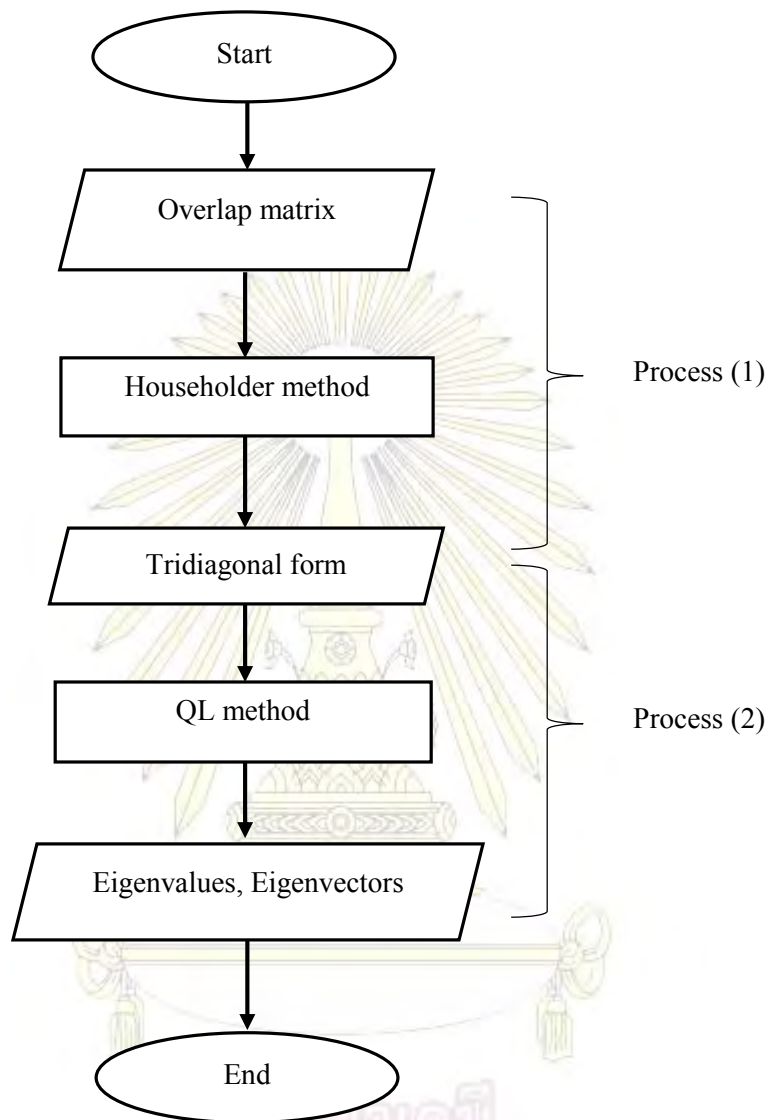 Start
Overlap matrix
Householder method
Process (1)
Tridiagonal form
QL method
Process (2)
Eigenvalues, Eigenvectors
End